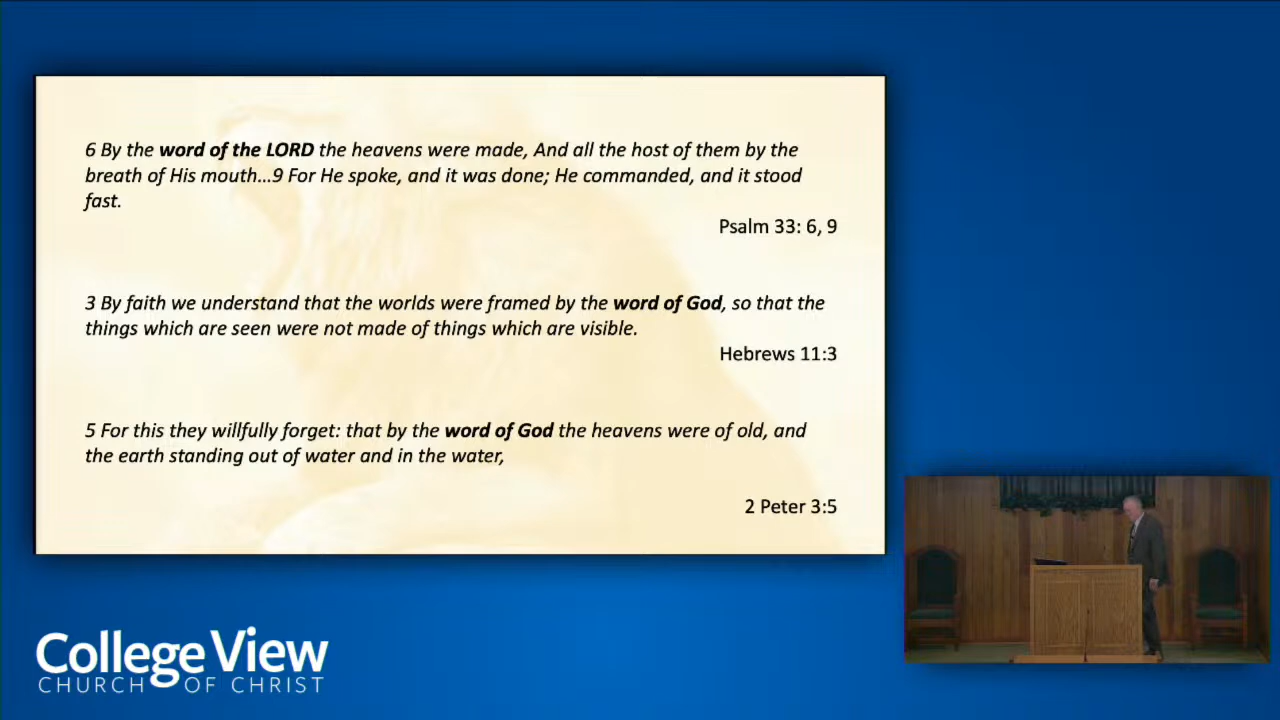 6 By the word of the LORD the heavens were made, And all the host of them by the
breath of His mouth...9 For He spoke, and it was done; He commanded, and it stood
fast.
Psalm 33: 6, 9
3 By faith we understand that the worlds were framed by the word of God, so that the
things which are seen were not made of things which are visible.
Hebrews 11:3
5 For this they willfully forget: that by the word of God the heavens were of old, and
the earth standing out of water and in the water,
2 Peter 3:5
College View
CHURCH OF CHRIST